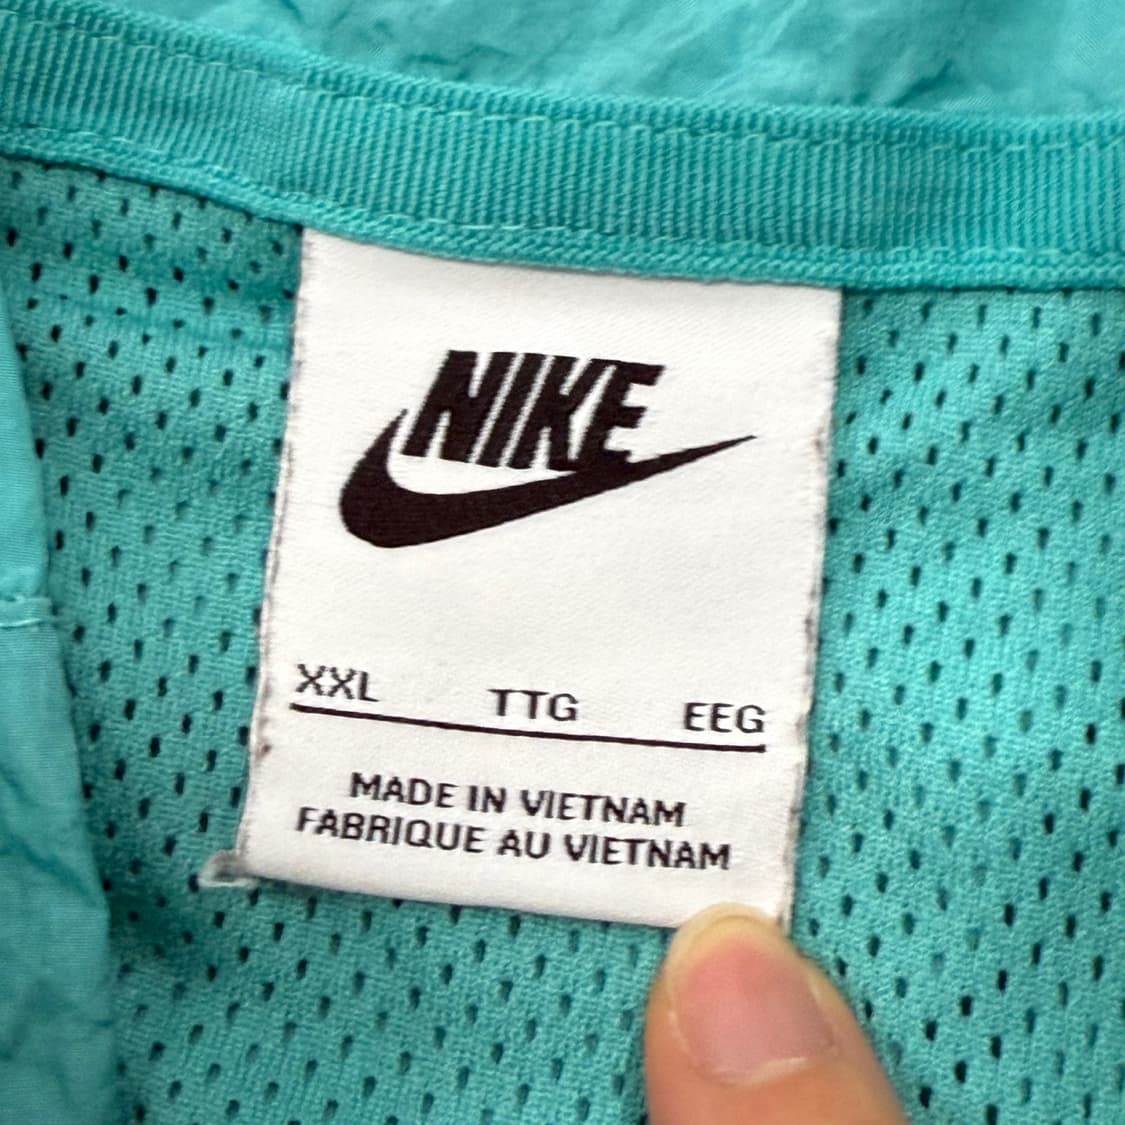 NIKE
XXL TTG EEG
MADE IN VIETNAM
FABRIQUE AU VIETNAM